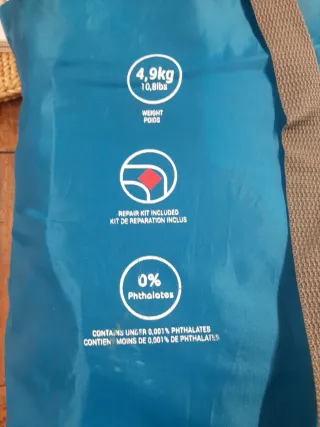 4,9kg
10,8lbs
WEIGHT
POIDS
REPAIR KIT INCLUDED
KIT DE REPARATION INCLUS
0%
Phthalates
CONTAINS UNDER 0,001% PHTHALATES
CONTIENT MOINS DE 0,001% DE PHTHALATES